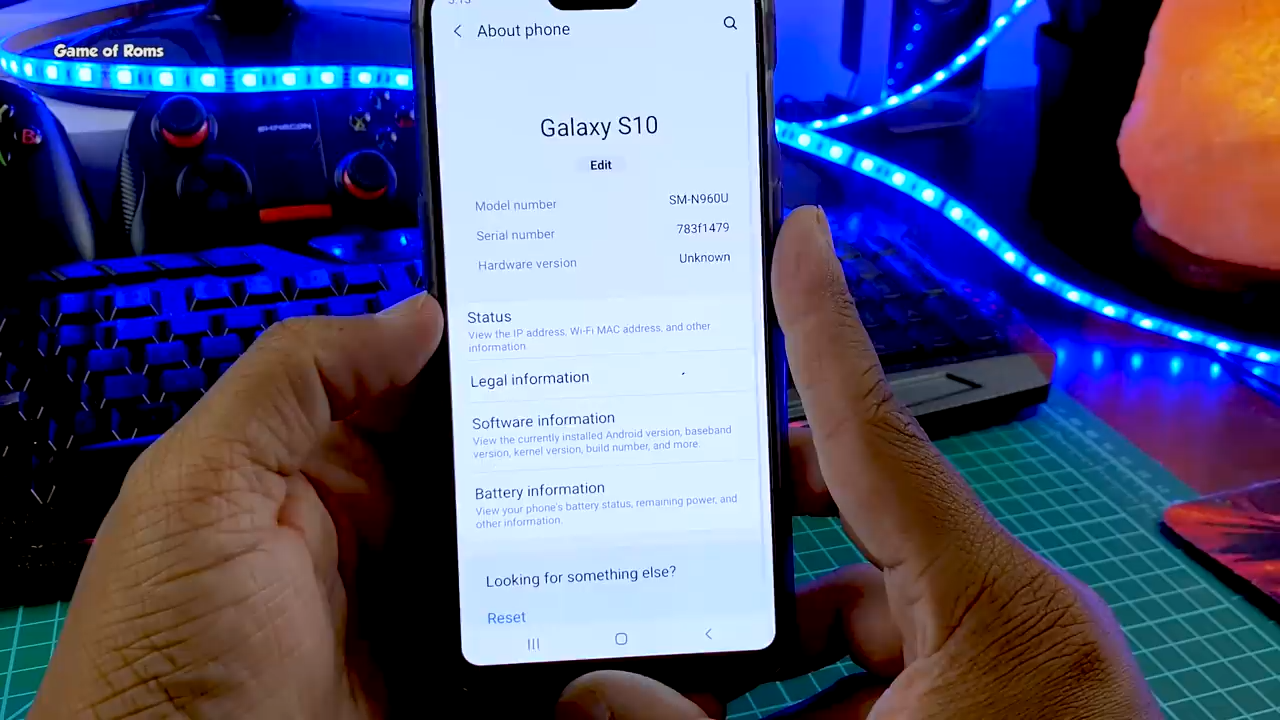 Game of Roms
About phone
Galaxy S10
Edit
Model number SM-N960U
Serial number 783f1479
Hardware version Unknown
Status
View the IP address, Wi-Fi MAC address, and other
information.
Legal information
Software information
View the currently installed Android version, baseband
version, kernel version, build number, and more.
Battery information
View your phone's battery status, remaining power, and
other information.
Looking for something else?
Reset